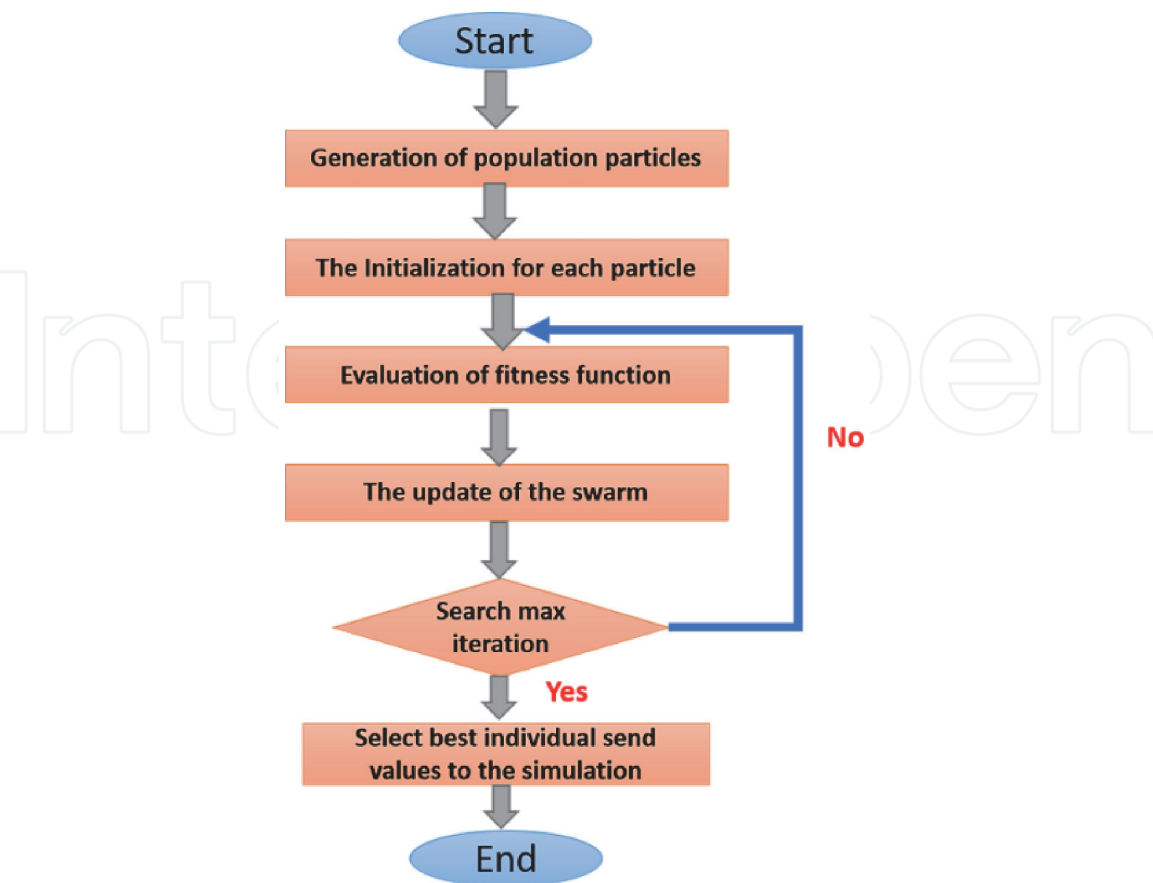 Start
Generation of population particles
The Initialization for each particle
Evaluation of fitness function
No
The update of the swarm
Search max
iteration
Yes
Select best individual send
values to the simulation
End